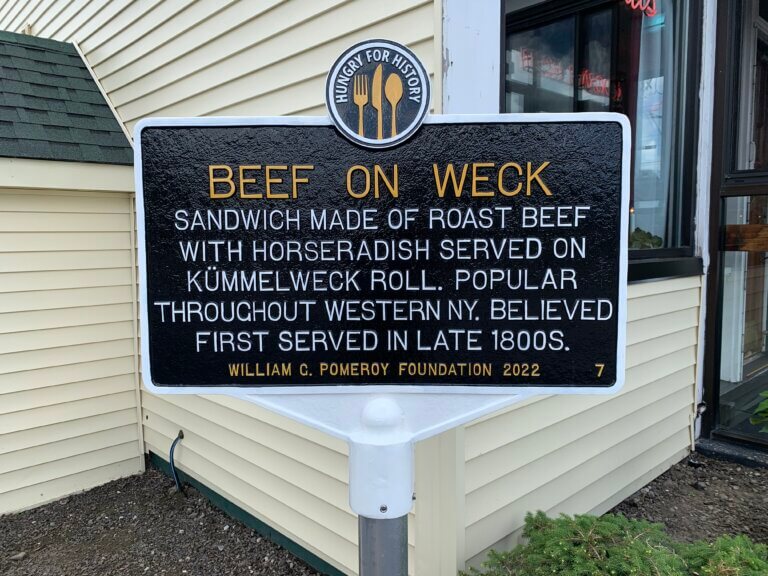 HUNGRY FOR HISTORY
BEEF ON WECK
SANDWICH MADE OF ROAST BEEF
WITH HORSERADISH SERVED ON
KÜMMELWECK ROLL. POPULAR
THROUGHOUT WESTERN NY. BELIEVED
FIRST SERVED IN LATE 1800S.
WILLIAM G. POMEROY FOUNDATION 2022 7